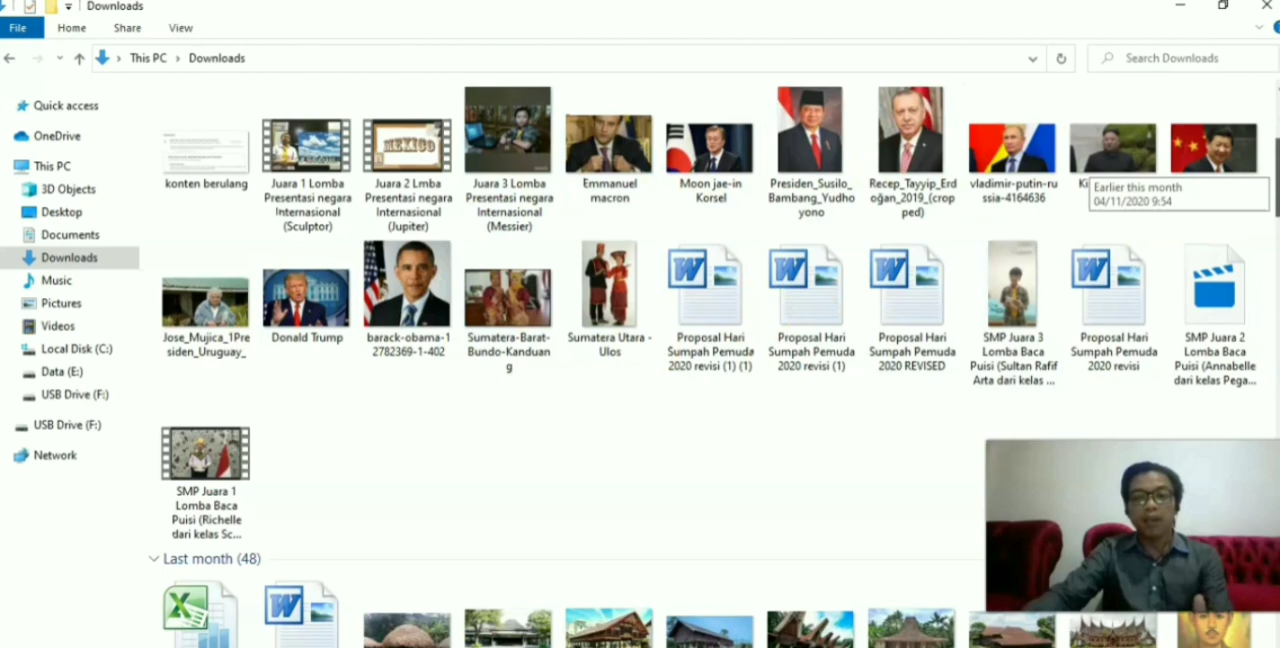 Downloads
File Home Share View
This PC Downloads
Search Downloads
Quick access
OneDrive
This PC
3D Objects
Desktop
Documents
Downloads
Music
Pictures
Videos
Local Disk (C:)
Data (E:)
USB Drive (F:)
USB Drive (F:)
Network
konten berulang
Juara 1 Lomba
Presentasi negara
Internasional
(Sculptor)
MEXICO
Juara 2 Lmba
Presentasi negara
Internasional
(Jupiter)
Juara 3 Lomba
Presentasi negara
Internasional
(Messier)
Emmanuel
macron
Moon jae-in
Korsel
Presiden_Susilo_
Bambang_Yudho
yono
Recep_Tayyip_Erd
oğan_2019_(crop
ped)
vladimir-putin-ru
ssia-4164636
Ki
Earlier this month
04/11/2020 9:54
Jose_Mujica_1Pre
siden_Uruguay_
Donald Trump
barack-obama-1
2782369-1-402
Sumatera-Barat-
Bundo-Kanduan
g
Sumatera Utara -
Ulos
Proposal Hari
Sumpah Pemuda
2020 revisi (1) (1)
Proposal Hari
Sumpah Pemuda
2020 revisi (1)
Proposal Hari
Sumpah Pemuda
2020 REVISED
SMP Juara 3
Lomba Baca
Puisi (Sultan Rafif
Arta dari kelas ...
Proposal Hari
Sumpah Pemuda
2020 revisi
SMP Juara 2
Lomba Baca
Puisi (Annabelle
dari kelas Pega...
SMP Juara 1
Lomba Baca
Puisi (Richelle
dari kelas Sc...
Last month (48)